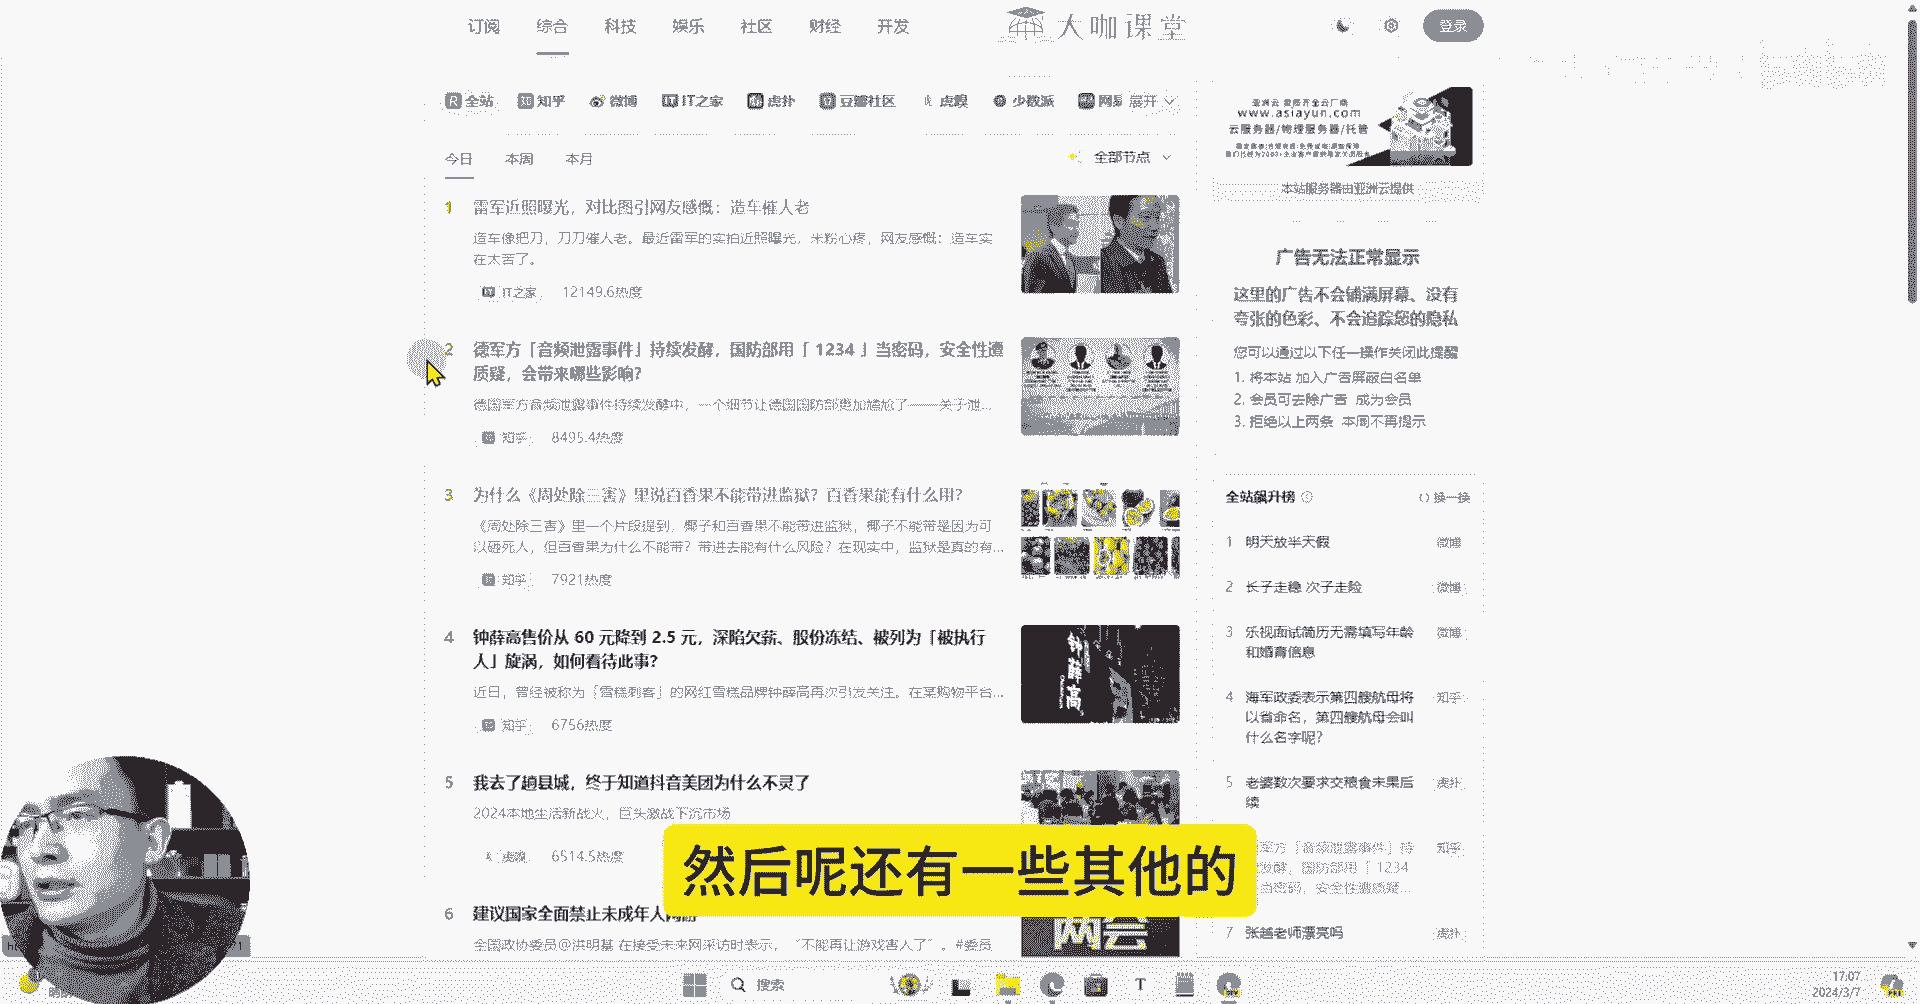 订阅 综合 科技 娱乐 社区 财经 开发 大咖课堂 登录
全站 知乎 微博 IT之家 虎扑 豆瓣社区 虎嗅 少数派 展开
今日 本周 本月 全部节点
1 雷军近照曝光，对比图引网友感慨：造车催人老
造车像把刀，刀刀催人老。最近雷军的实拍近照曝光，米粉心疼，网友感慨：造车实
在太苦了。
IT之家 12149.6热度
2 德军方「音频泄露事件」持续发酵，国防部用「 1234 」当密码，安全性遭
质疑，会带来哪些影响？
德国军方音频泄露事件持续发酵中，一个细节让德国国防部更加尴尬了——关于泄...
知乎 8495.4热度
3 为什么《周处除三害》里说百香果不能带进监狱？百香果能有什么用？
《周处除三害》里一个片段提到，椰子和百香果不能带进监狱，椰子不能带是因为可
以砸死人，但百香果为什么不能带？带进去能有什么风险？在现实中，监狱是真的有...
知乎 7921热度
4 钟薛高售价从 60 元降到 2.5 元，深陷欠薪、股份冻结、被列为「被执行
人」旋涡，如何看待此事？
近日，曾经被称为「雪糕刺客」的网红雪糕品牌钟薛高再次引发关注。在某购物平台...
知乎 6756热度
钟薛高
5 我去了趟县城，终于知道抖音美团为什么不灵了
2024本地生活新战火，巨头激战下沉市场
虎嗅 6514.5热度
6 建议国家全面禁止未成年人网游
全国政协委员@洪明基 在接受未来网采访时表示，“不能再让游戏害人了”。#委员
然后呢还有一些其他的
亚洲云
www.asiayun.com
云服务器/物理服务器/托管
本站服务器由亚洲云提供
广告无法正常显示
这里的广告不会铺满屏幕、没有
夸张的色彩、不会追踪您的隐私
您可以通过以下任一操作关闭此提醒
1. 将本站 加入广告屏蔽白名单
2. 会员可去除广告 成为会员
3. 拒绝以上两条 本周不再提示
全站飙升榜 换一换
1 明天放半天假 微博
2 长子走稳 次子走险 微博
3 乐视面试简历无需填写年龄 微博
和婚育信息
4 海军政委表示第四艘航母将 知乎
以省命名，第四艘航母会叫
什么名字呢？
5 老婆数次要求交粮食未果后 虎扑
续
军方「音频泄露事件」持 知乎
发酵，国防部用「 1234
当密码，安全性遭质疑...
7 张越老师漂亮吗 虎扑
搜索
17:07
2024/3/7